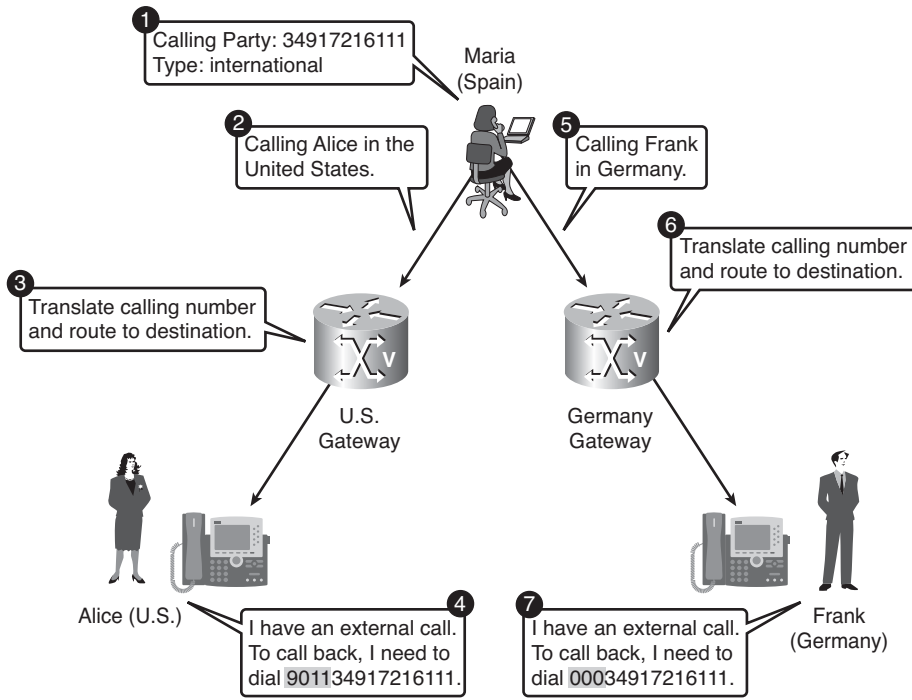 1
Calling Party: 34917216111
Type: international
Maria
(Spain)
2
Calling Alice in the
United States.
5
Calling Frank
in Germany.
6
Translate calling number
and route to destination.
3
Translate calling number
and route to destination.
V
V
U.S.
Gateway
Germany
Gateway
Alice (U.S.)
4
I have an external call.
To call back, I need to
dial 901134917216111.
7
I have an external call.
To call back, I need to
dial 00034917216111.
Frank
(Germany)